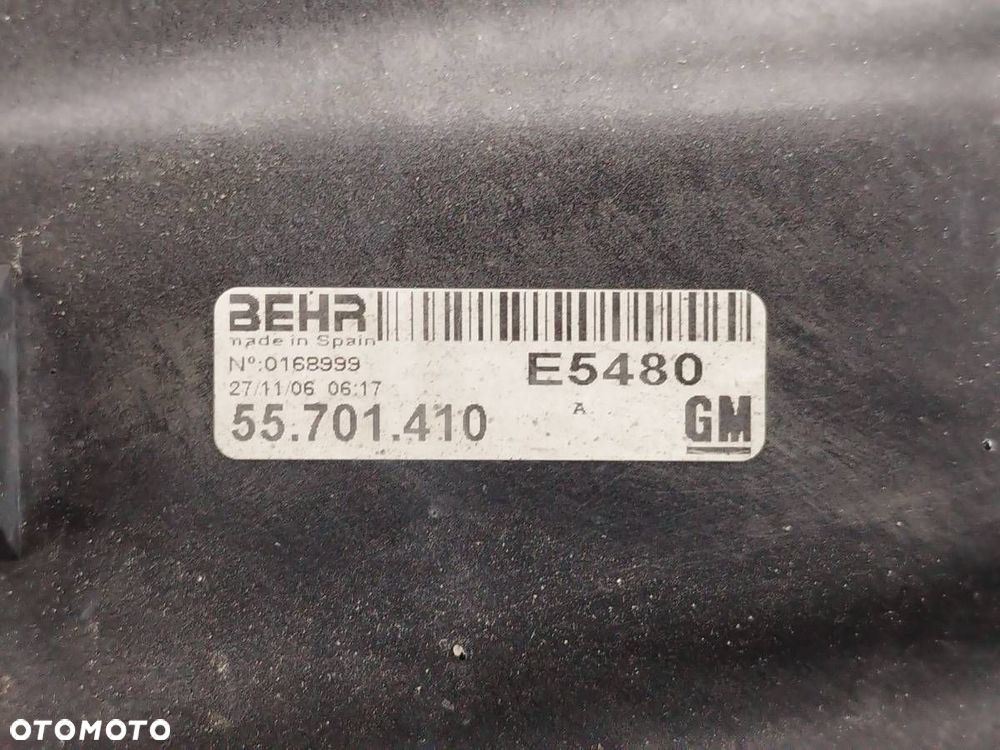 BEHR
made in Spain
Nº:0168999
E5480
27/11/06 06:17
55.701.410
A
GM
OTOMOTO